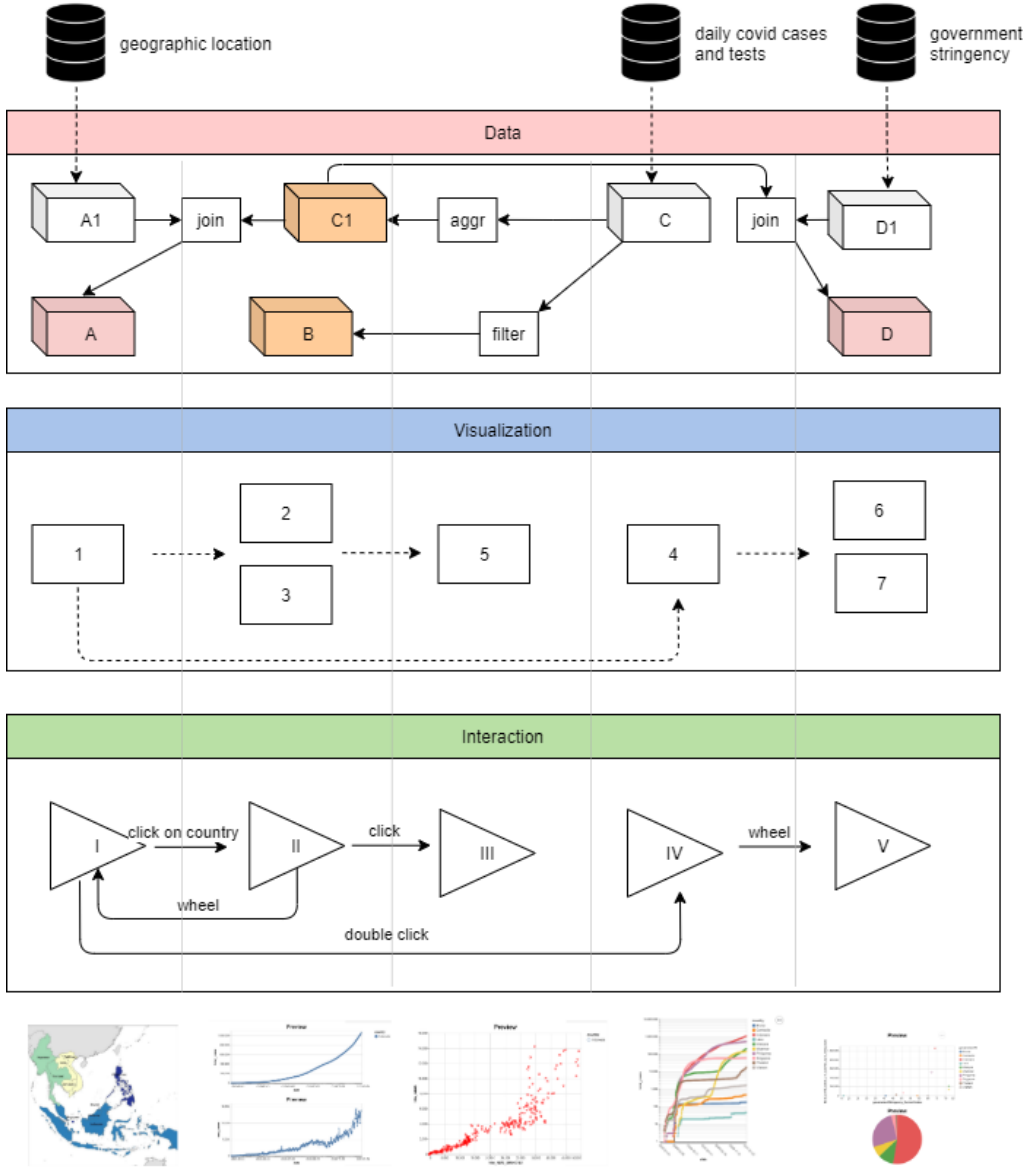 geographic location
daily covid cases
and tests
government
stringency
Data
A1
join
C1
aggr
C
join
D1
A
B
filter
D
Visualization
1
2
3
5
4
6
7
Interaction
I
click on country
II
click
III
IV
wheel
V
wheel
double click
Preview
Preview
Preview
Preview
Preview